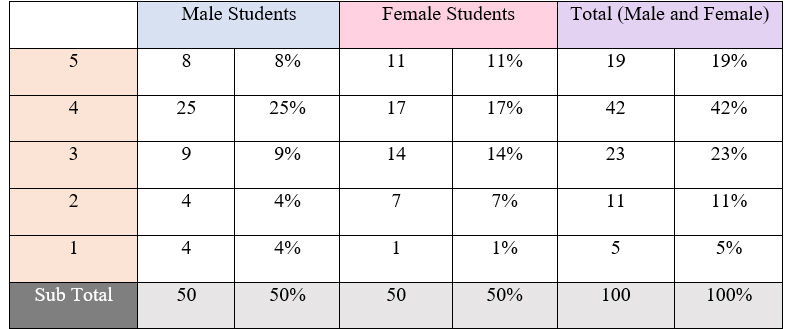 Male Students Female Students Total (Male and Female)
5 8 8% 11 11% 19 19%
4 25 25% 17 17% 42 42%
3 9 9% 14 14% 23 23%
2 4 4% 7 7% 11 11%
1 4 4% 1 1% 5 5%
Sub Total 50 50% 50 50% 100 100%